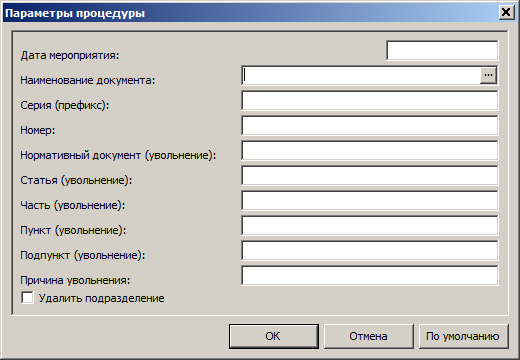 Параметры процедуры
Дата мероприятия:
Наименование документа:
...
Серия (префикс):
Номер:
Нормативный документ (увольнение):
Статья (увольнение):
Часть (увольнение):
Пункт (увольнение):
Подпункт (увольнение):
Причина увольнения:
Удалить подразделение
OK
Отмена
По умолчанию